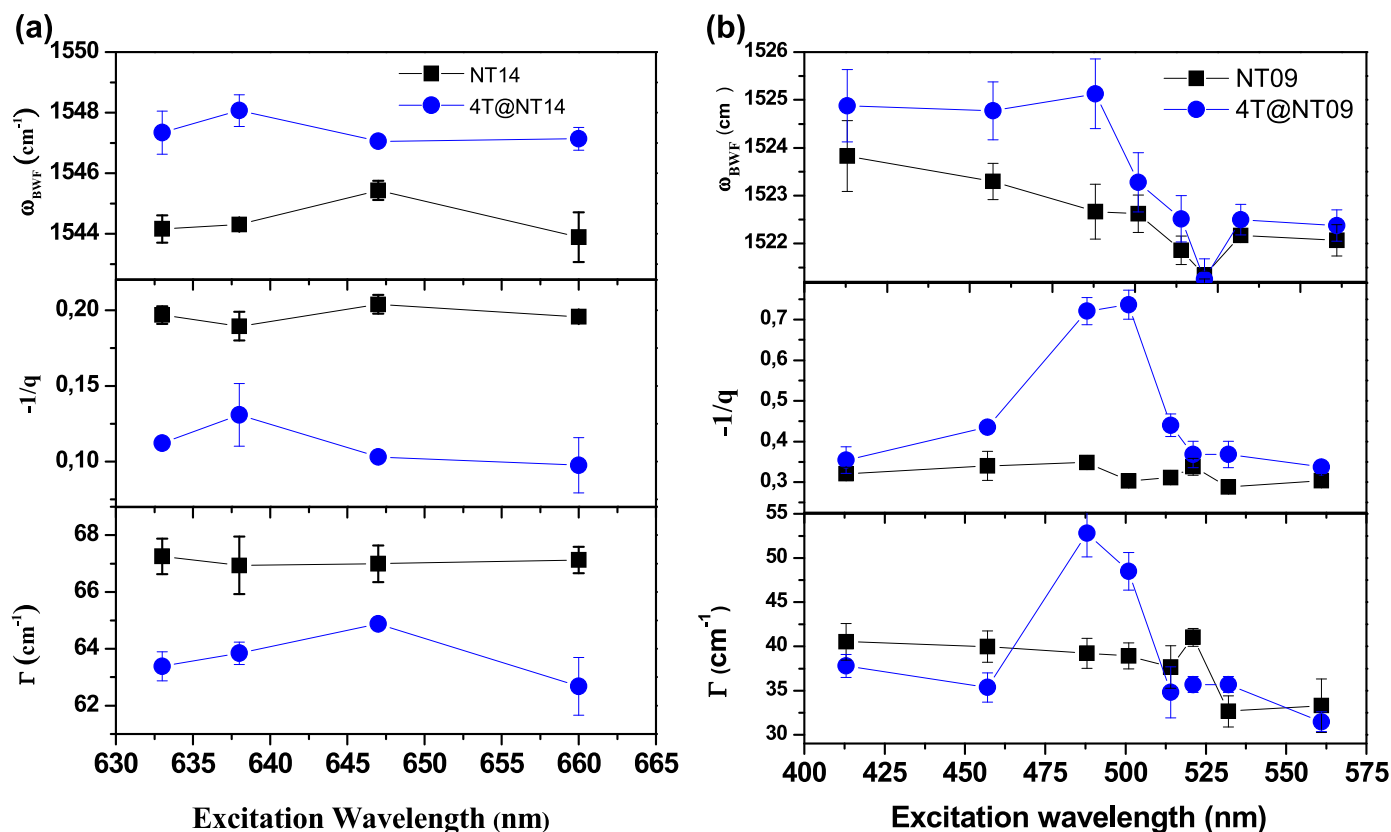 (a)
1550
1548
1546
1544
ω_BWF (cm⁻¹)
NT14
4T@NT14
0,20
0,15
0,10
-1/q
68
66
64
62
Γ (cm⁻¹)
630 635 640 645 650 655 660 665
Excitation Wavelength (nm)
(b)
1526
1525
1524
1523
1522
ω_BWF (cm)
NT09
4T@NT09
0,7
0,6
0,5
0,4
0,3
-1/q
55
50
45
40
35
30
Γ (cm⁻¹)
400 425 450 475 500 525 550 575
Excitation wavelength (nm)